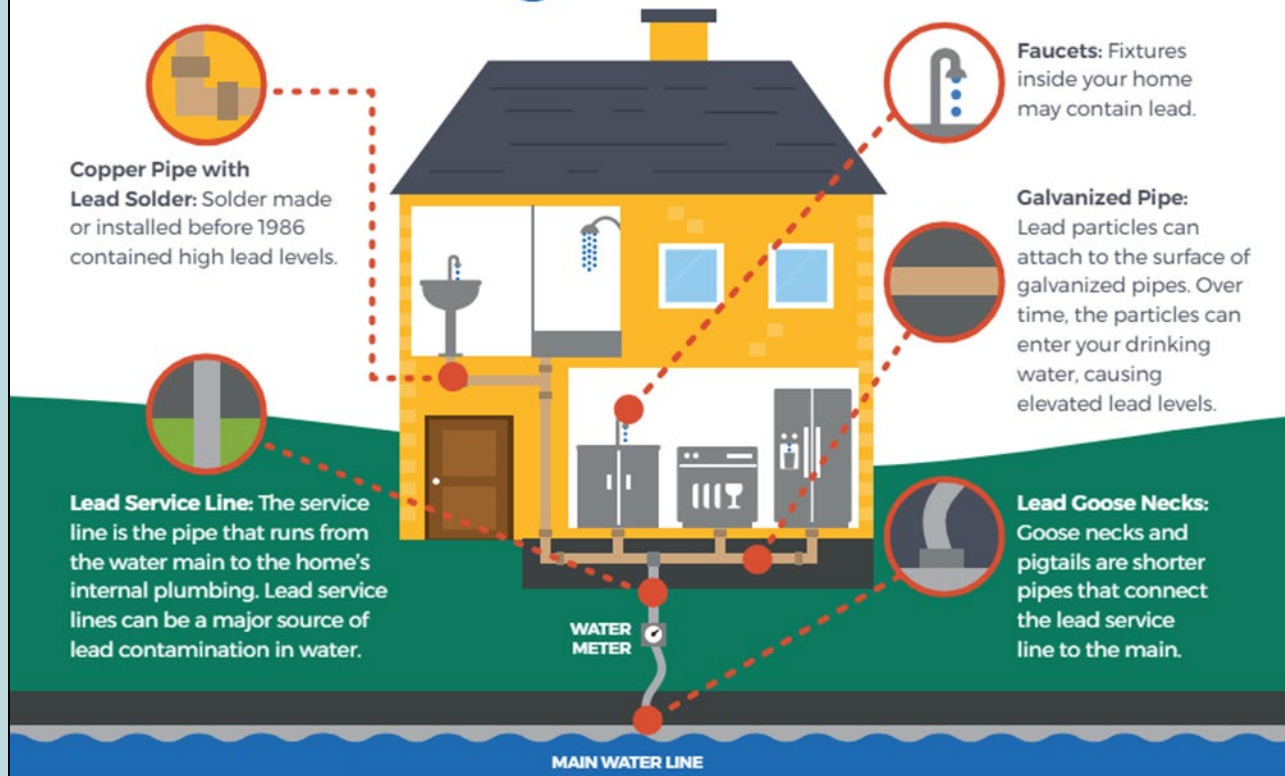 Copper Pipe with
Lead Solder: Solder made
or installed before 1986
contained high lead levels.
Faucets: Fixtures
inside your home
may contain lead.
Galvanized Pipe:
Lead particles can
attach to the surface of
galvanized pipes. Over
time, the particles can
enter your drinking
water, causing
elevated lead levels.
Lead Service Line: The service
line is the pipe that runs from
the water main to the home's
internal plumbing. Lead service
lines can be a major source of
lead contamination in water.
WATER
METER
Lead Goose Necks:
Goose necks and
pigtails are shorter
pipes that connect
the lead service
line to the main.
MAIN WATER LINE